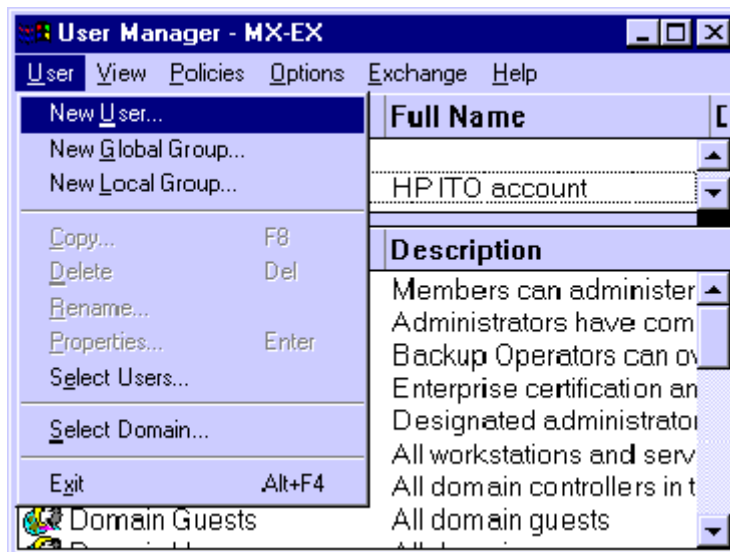 User Manager - MX-EX
User View Policies Options Exchange Help
New User...
New Global Group...
New Local Group...
Copy... F8
Delete Del
Rename...
Properties... Enter
Select Users...
Select Domain...
Exit Alt+F4
Full Name
HP ITO account
Description
Members can administer
Administrators have com
Backup Operators can ov
Enterprise certification an
Designated administrator
All workstations and serv
All domain controllers in t
Domain Guests All domain guests